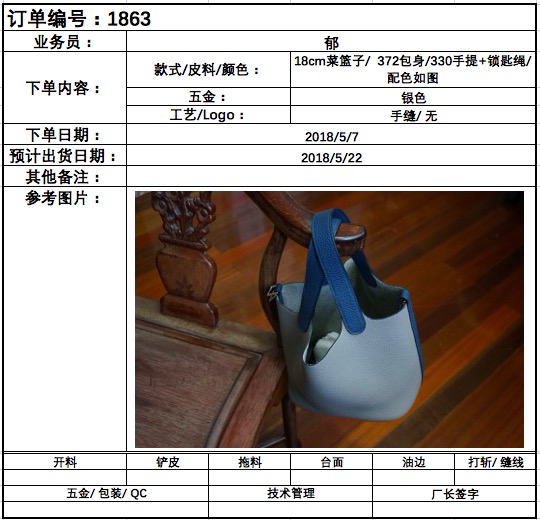 订单编号：1863
业务员： 郁
下单内容： 款式/皮料/颜色： 18cm菜篮子/ 372包身/330手提+锁匙绳/
配色如图
五金： 银色
工艺/Logo： 手缝/ 无
下单日期： 2018/5/7
预计出货日期： 2018/5/22
其他备注：
参考图片：
开料 铲皮 拖料 台面 油边 打斩/ 缝线
五金/ 包装/ QC 技术管理 厂长签字